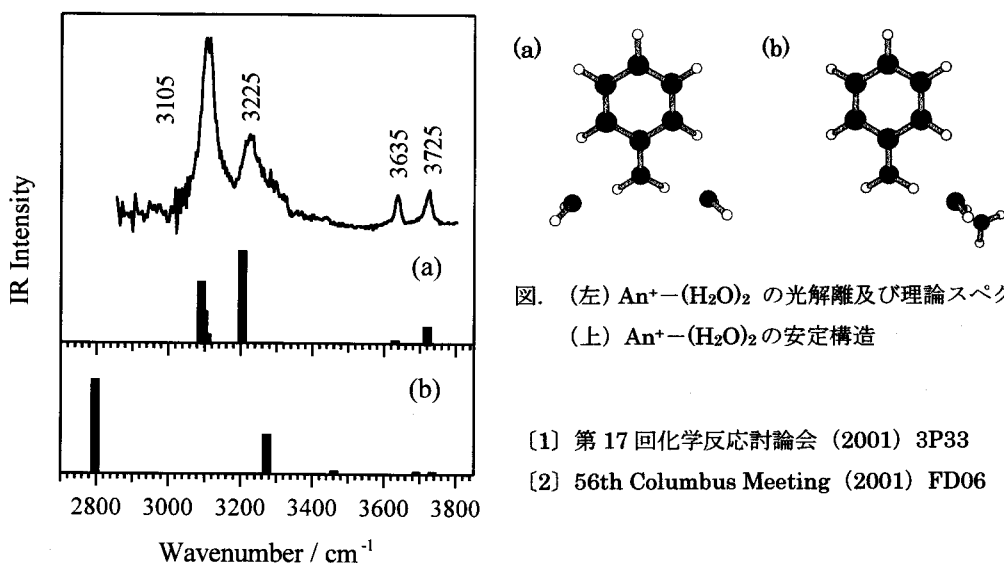 IR Intensity
3105
3225
3635
3725
(a)
(b)
2800 3000 3200 3400 3600 3800
Wavenumber / cm⁻¹
(a)
(b)
図. (左) An⁺−(H₂O)₂ の光解離及び理論スペク
(上) An⁺−(H₂O)₂の安定構造
〔1〕第 17 回化学反応討論会 (2001) 3P33
〔2〕56th Columbus Meeting (2001) FD06